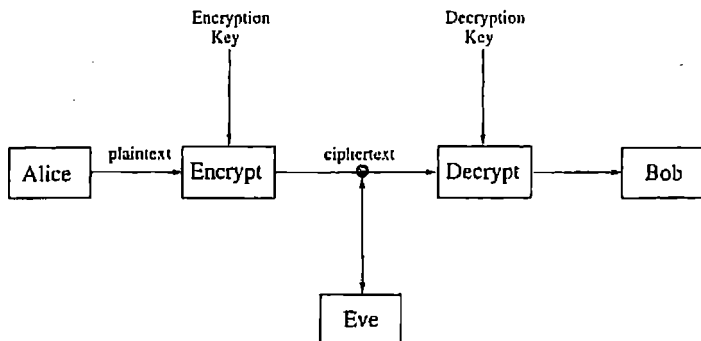 Encryption
Key
Decryption
Key
plaintext
ciphertext
Alice
Encrypt
Decrypt
Bob
Eve